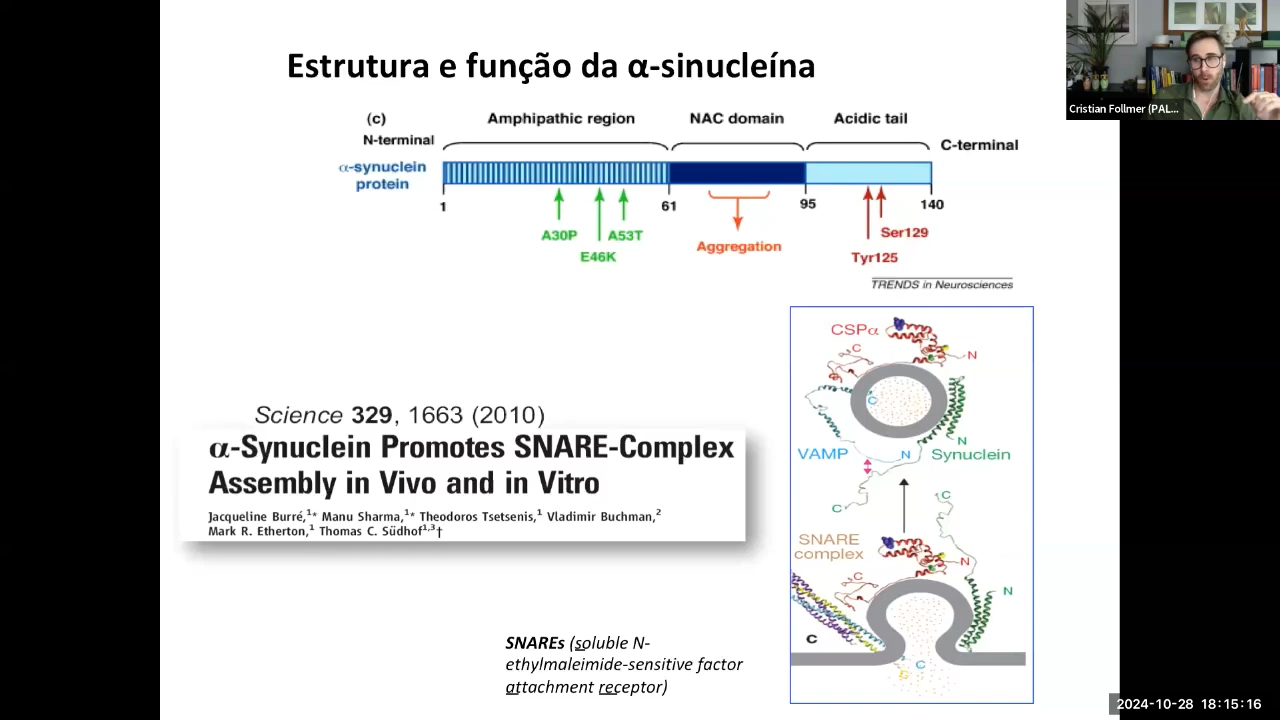 Estrutura e função da α-sinucleína
Cristian Follmer (PAL...
(c)
Amphipathic region
NAC domain
Acidic tail
N-terminal
C-terminal
α-synuclein
protein
1
61
95
140
A30P
A53T
E46K
Aggregation
Ser129
Tyr125
TRENDS in Neurosciences
Science 329, 1663 (2010)
α-Synuclein Promotes SNARE-Complex
Assembly in Vivo and in Vitro
Jacqueline Burré,¹* Manu Sharma,¹* Theodoros Tsetsenis,¹ Vladimir Buchman,²
Mark R. Etherton,¹ Thomas C. Südhof¹,³†
CSPα
C
N
C
N
VAMP
N
Synuclein
C
C
SNARE
complex
N
C
N
C
C
SNAREs (soluble N-
ethylmaleimide-sensitive factor
attachment receptor)
2024-10-28 18:15:16